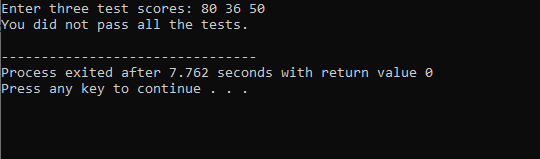 Enter three test scores: 80 36 50
You did not pass all the tests.
--------------------------------
Process exited after 7.762 seconds with return value 0
Press any key to continue . . .